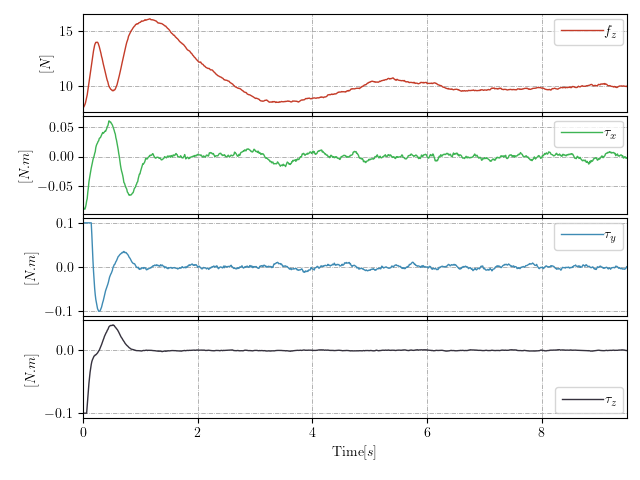 15
10
[N]
f_z
0.05
0.00
−0.05
[N.m]
τ_x
0.1
0.0
−0.1
[N.m]
τ_y
0.0
−0.1
[N.m]
τ_z
0 2 4 6 8
Time[s]